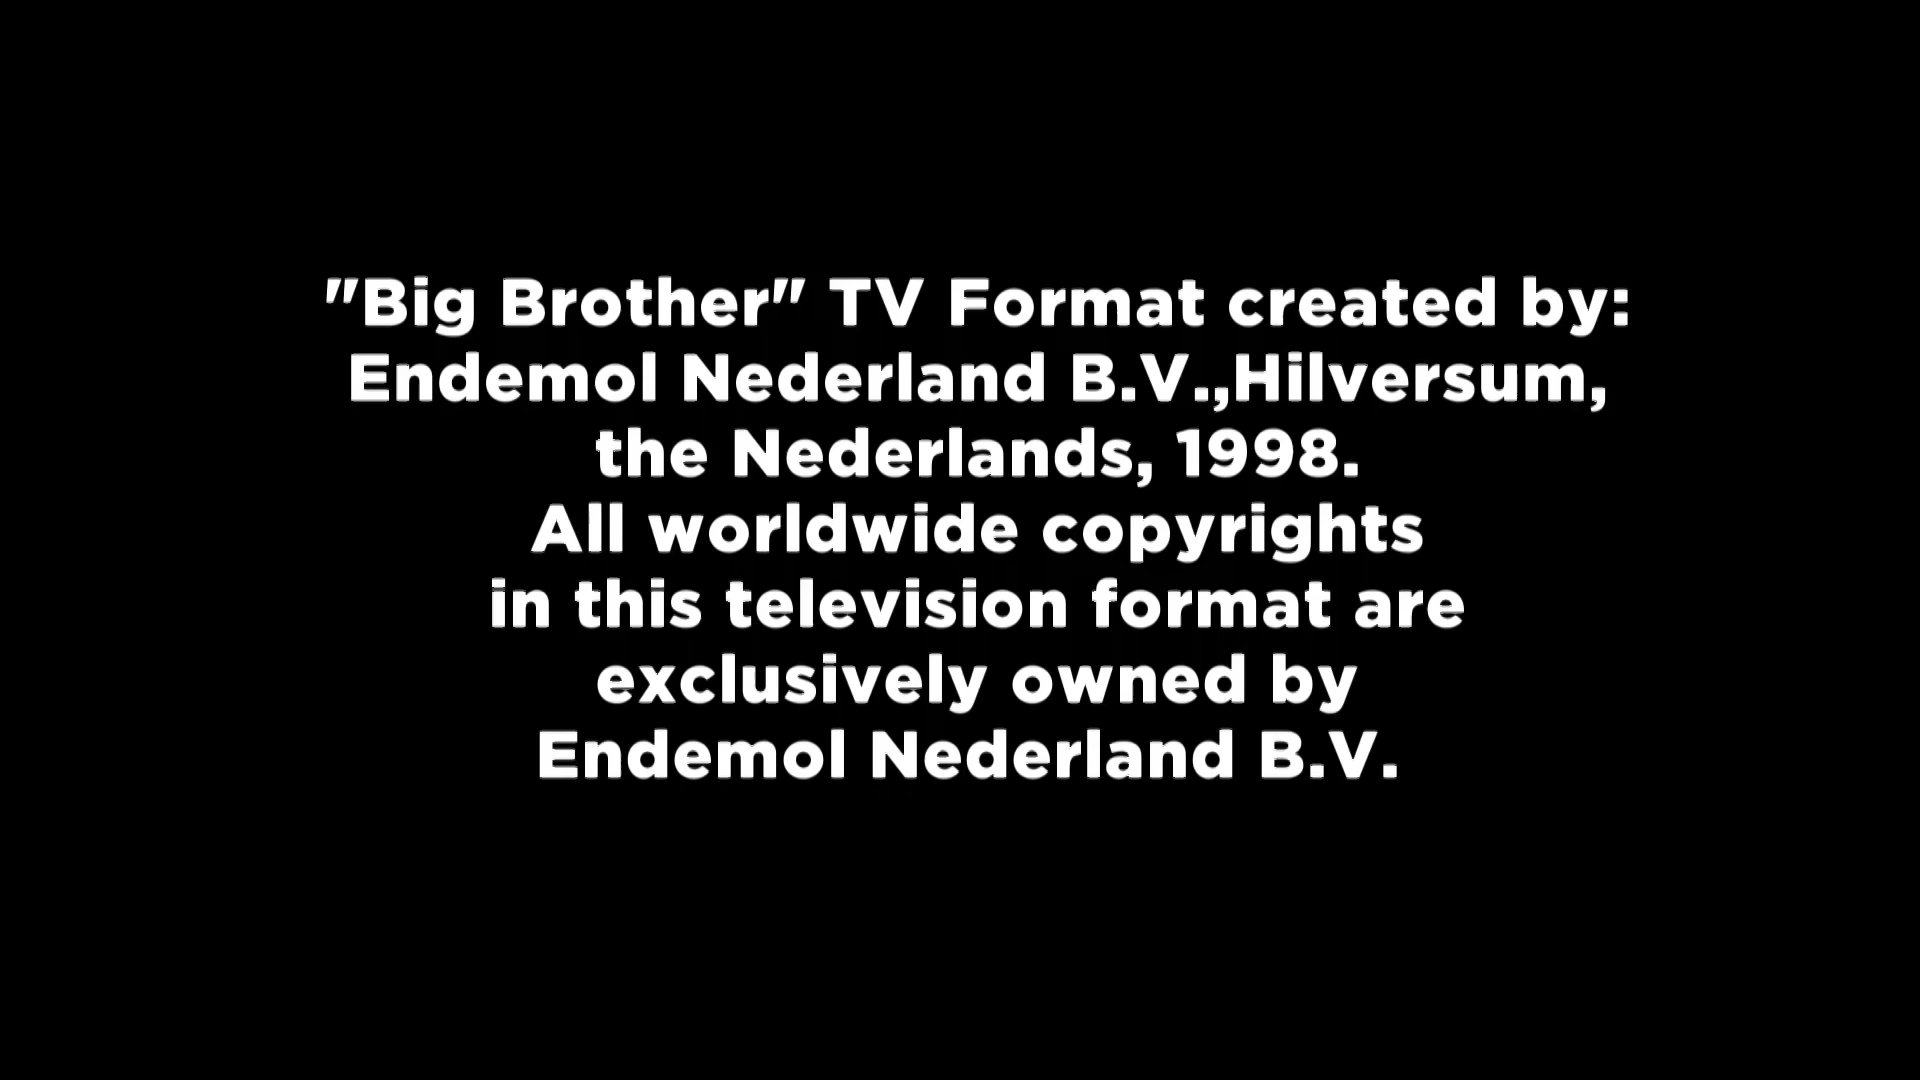 "Big Brother" TV Format created by:
Endemol Nederland B.V.,Hilversum,
the Nederlands, 1998.
All worldwide copyrights
in this television format are
exclusively owned by
Endemol Nederland B.V.